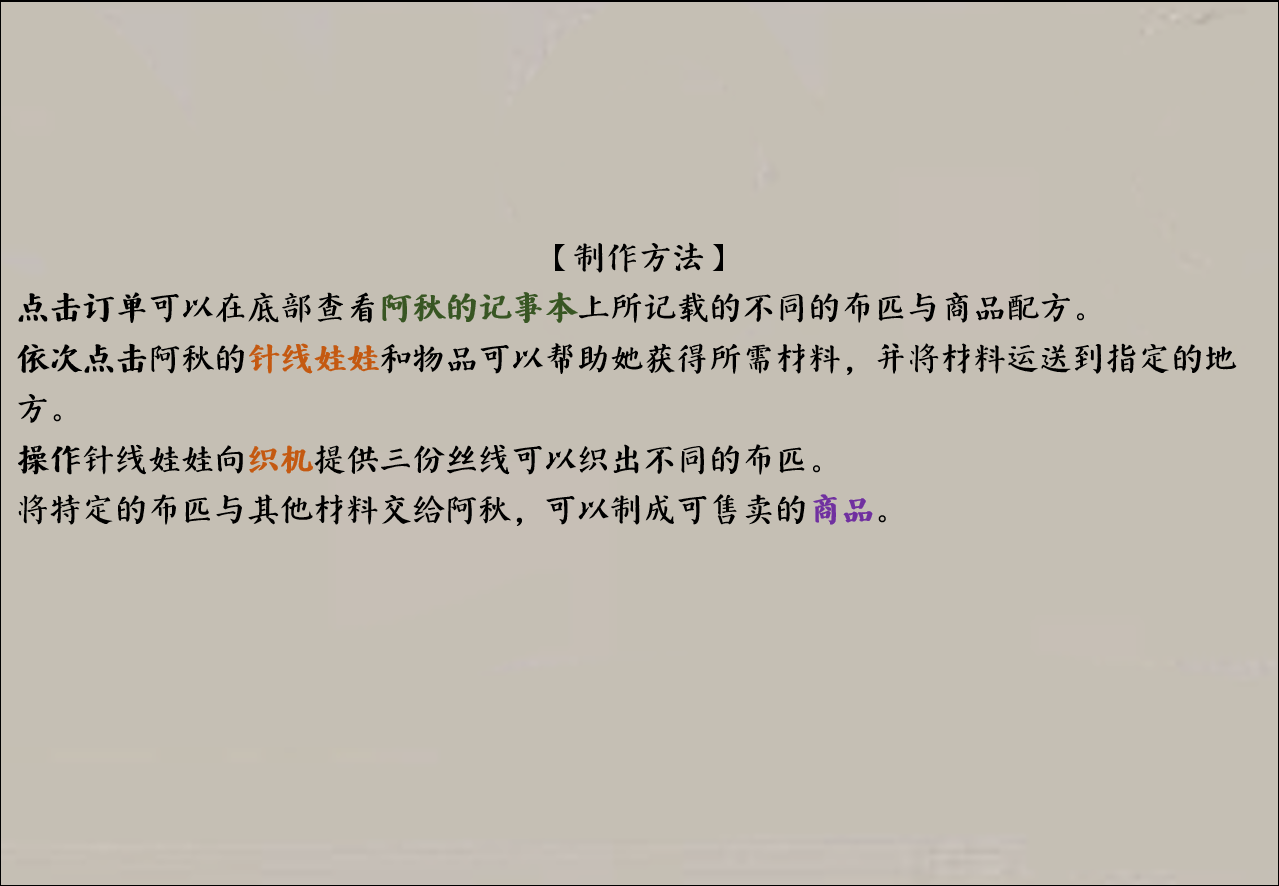 【制作方法】
点击订单可以在底部查看阿秋的记事本上所记载的不同的布匹与商品配方。
依次点击阿秋的针线娃娃和物品可以帮助她获得所需材料，并将材料运送到指定的地
方。
操作针线娃娃向织机提供三份丝线可以织出不同的布匹。
将特定的布匹与其他材料交给阿秋，可以制成可售卖的商品。